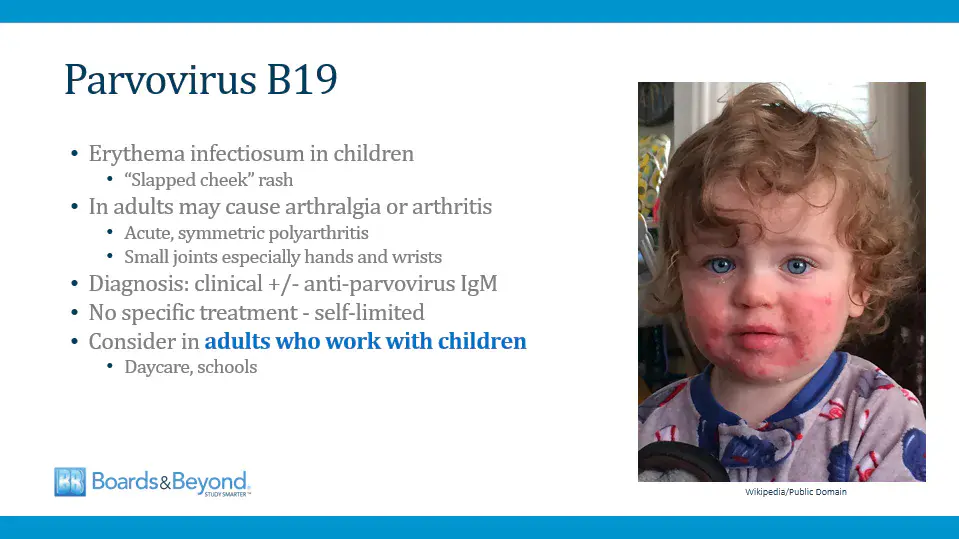 Parvovirus B19
• Erythema infectiosum in children
• “Slapped cheek” rash
• In adults may cause arthralgia or arthritis
• Acute, symmetric polyarthritis
• Small joints especially hands and wrists
• Diagnosis: clinical +/- anti-parvovirus IgM
• No specific treatment - self-limited
• Consider in adults who work with children
• Daycare, schools
BB Boards&Beyond.
STUDY SMARTER™
Wikipedia/Public Domain